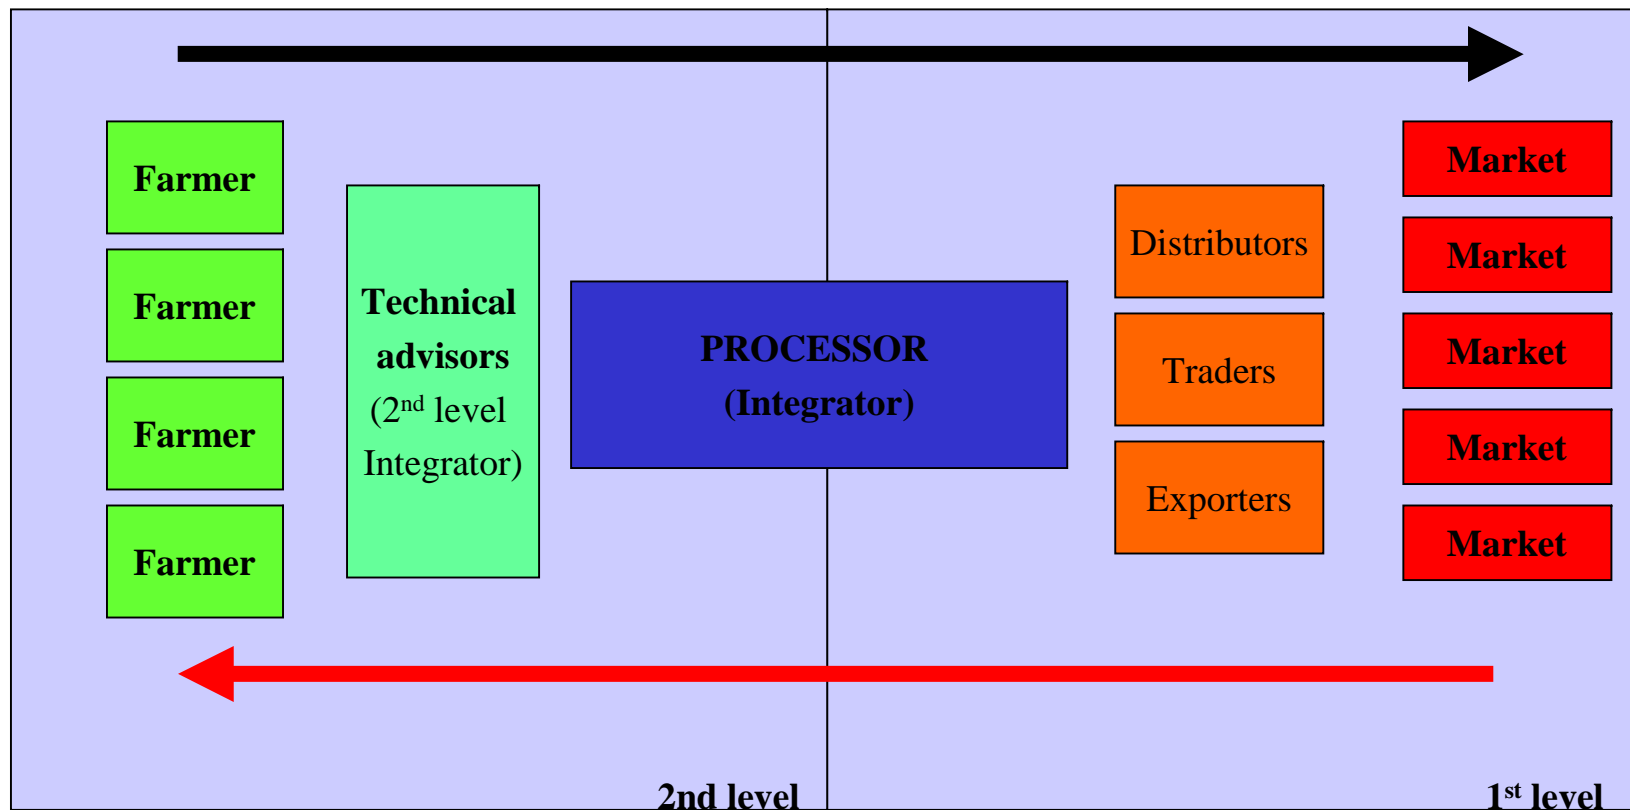 Farmer
Farmer
Farmer
Farmer
Technical
advisors
(2nd level
Integrator)
PROCESSOR
(Integrator)
Distributors
Traders
Exporters
Market
Market
Market
Market
Market
2nd level
1st level